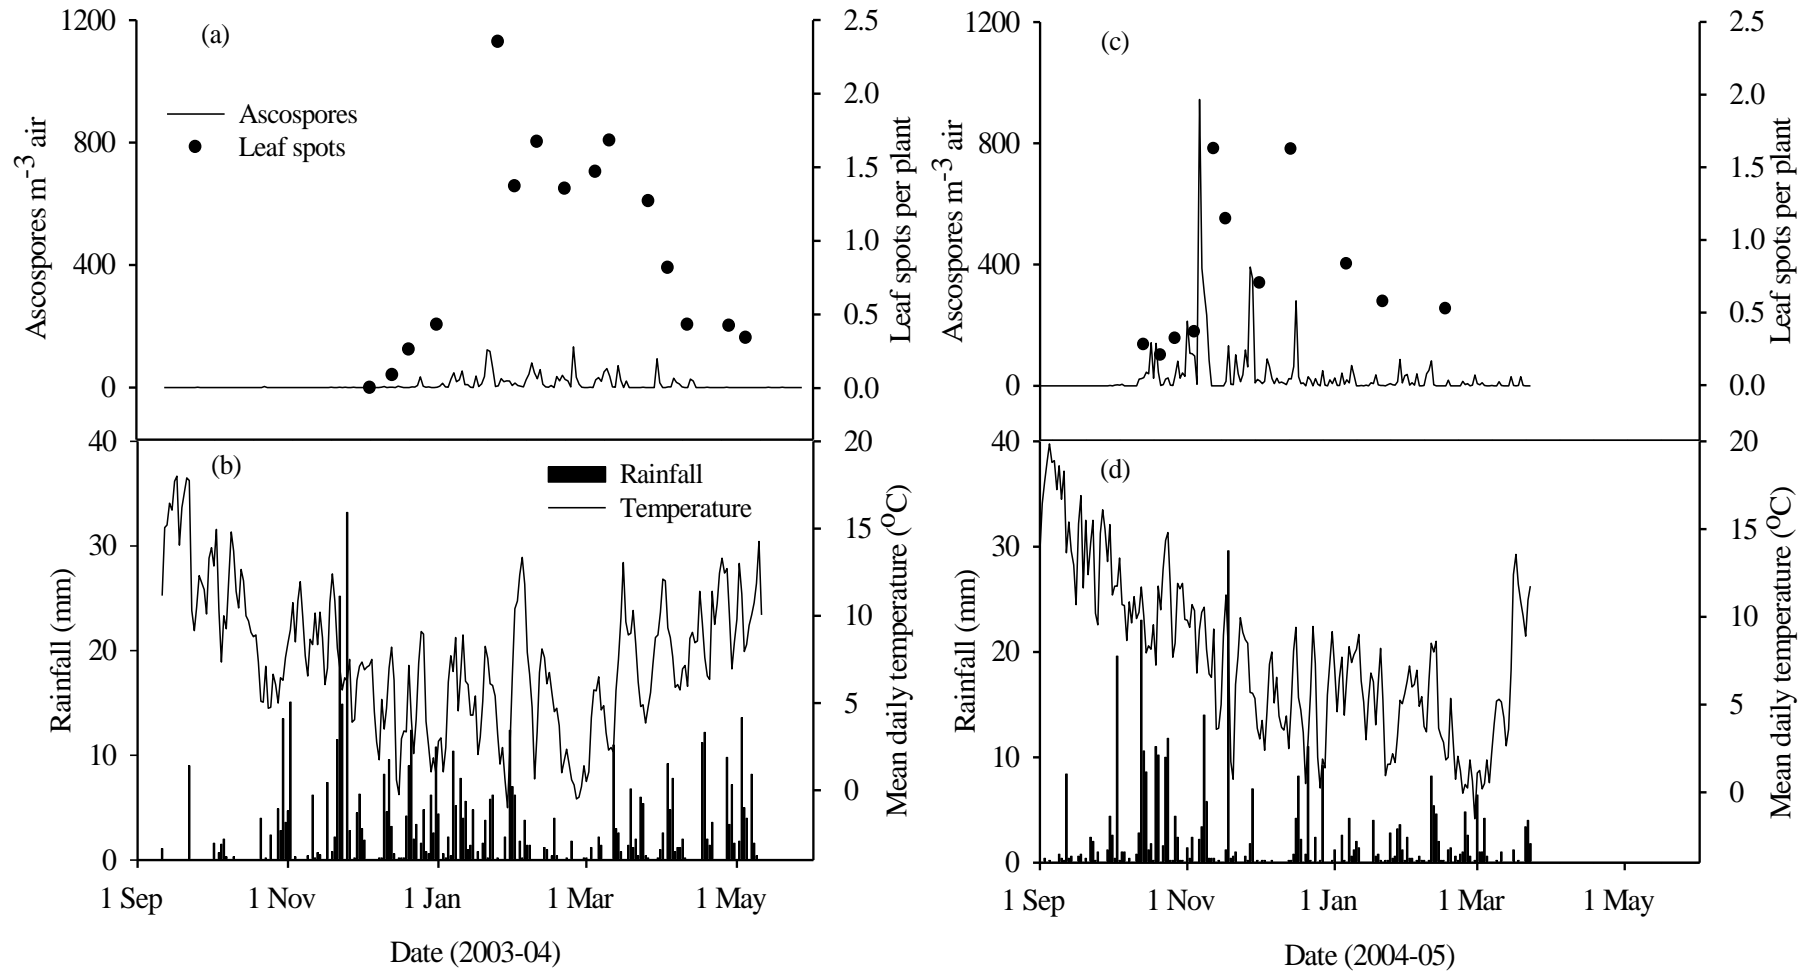 (a)
1200
800
400
0
Ascospores m⁻³ air
Ascospores
Leaf spots
2.5
2.0
1.5
1.0
0.5
0.0
Leaf spots per plant
(b)
40
30
20
10
0
Rainfall (mm)
Rainfall
Temperature
20
15
10
5
0
Mean daily temperature (ᴼC)
1 Sep
1 Nov
1 Jan
1 Mar
1 May
Date (2003-04)
(c)
1200
800
400
0
Ascospores m⁻³ air
2.5
2.0
1.5
1.0
0.5
0.0
Leaf spots per plant
(d)
40
30
20
10
0
Rainfall (mm)
20
15
10
5
0
Mean daily temperature (ᴼC)
1 Sep
1 Nov
1 Jan
1 Mar
1 May
Date (2004-05)